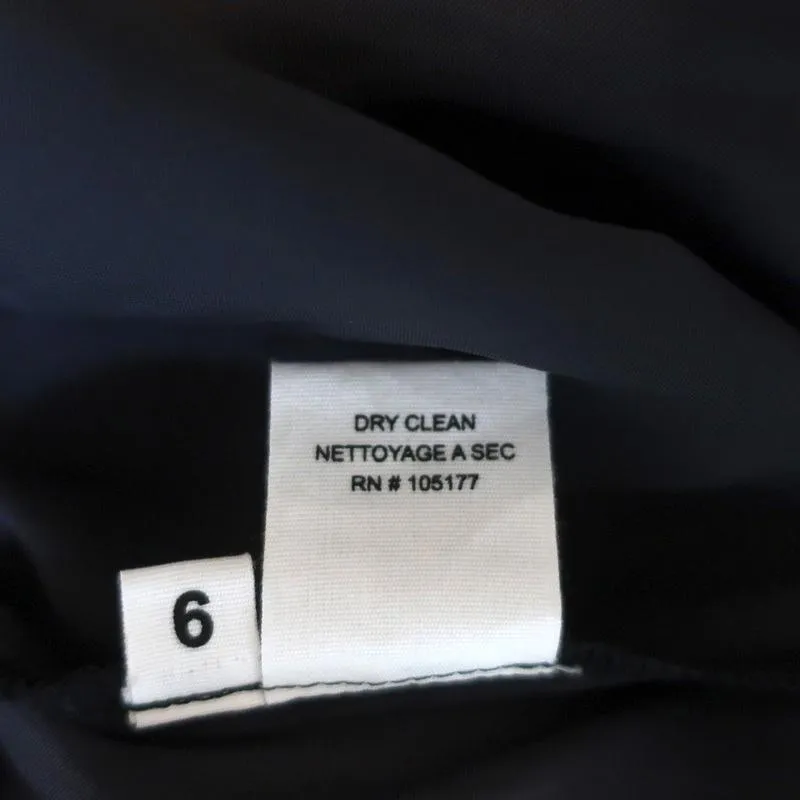 DRY CLEAN
NETTOYAGE A SEC
RN # 105177
6